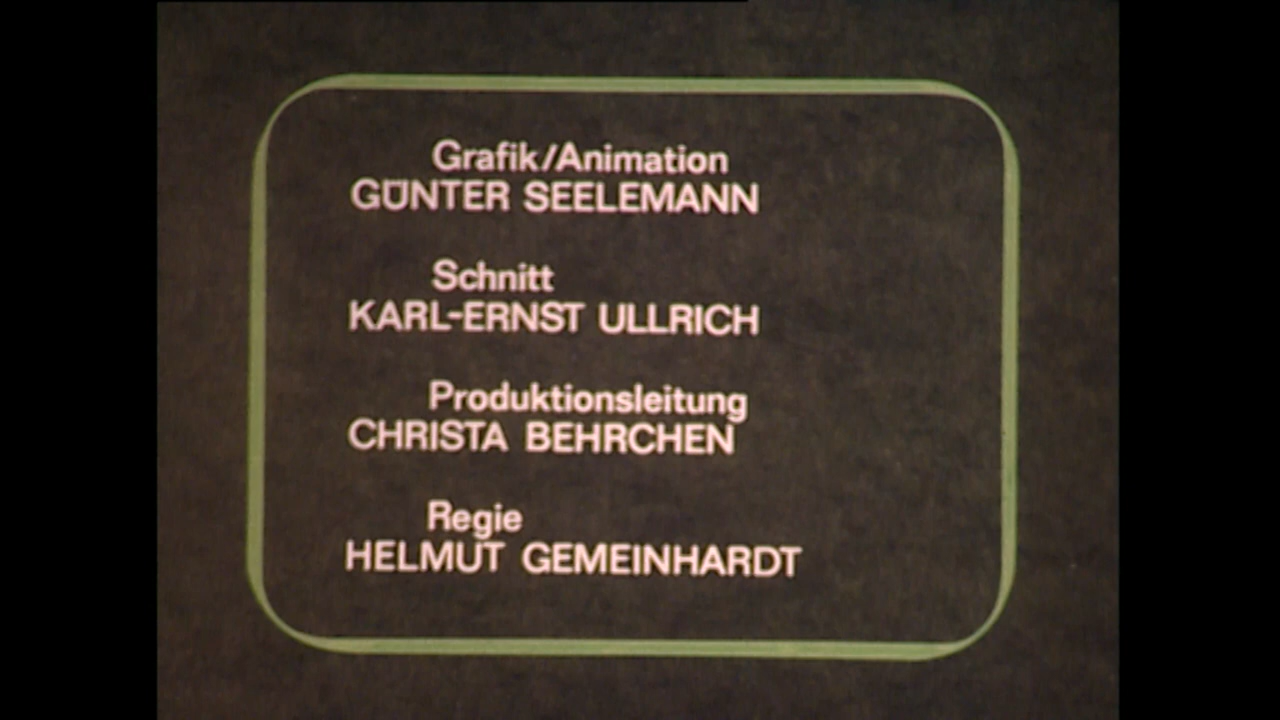 Grafik/Animation
GÜNTER SEELEMANN
Schnitt
KARL-ERNST ULLRICH
Produktionsleitung
CHRISTA BEHRCHEN
Regie
HELMUT GEMEINHARDT